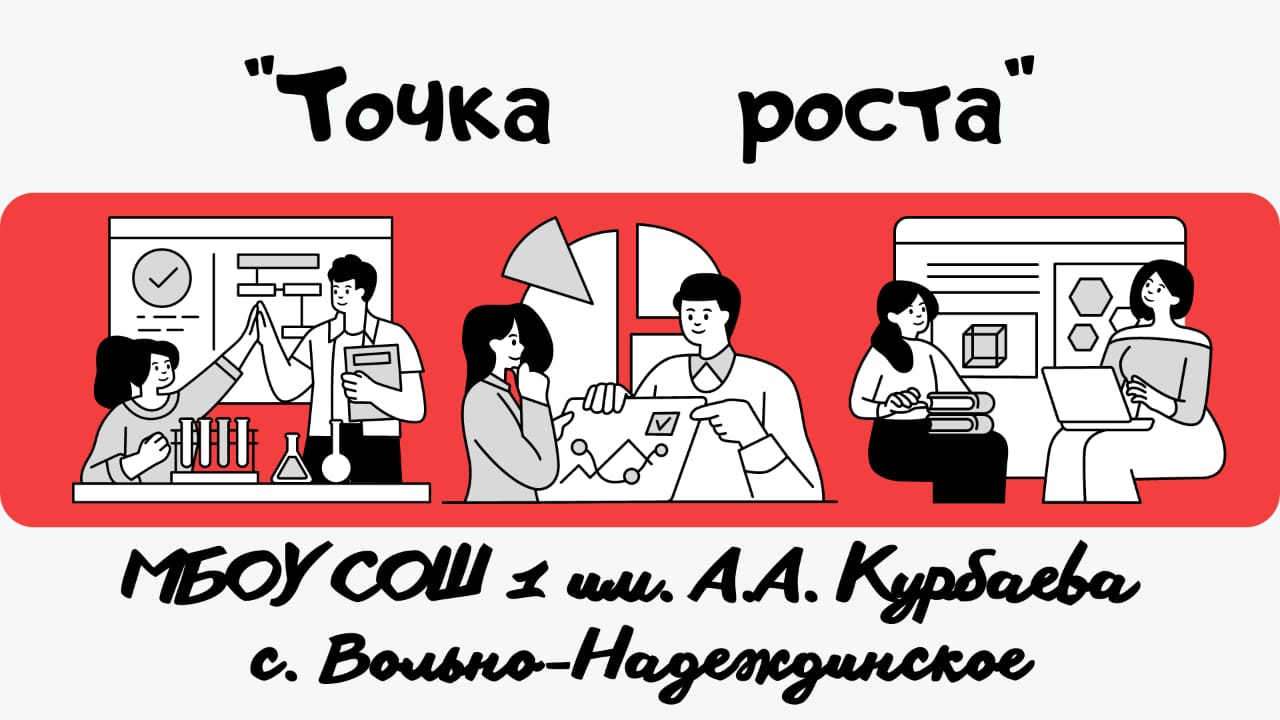 "Точка роста"
МБОУ СОШ 1 им. А.А. Курбаева
с. Вольно-Надеждинское